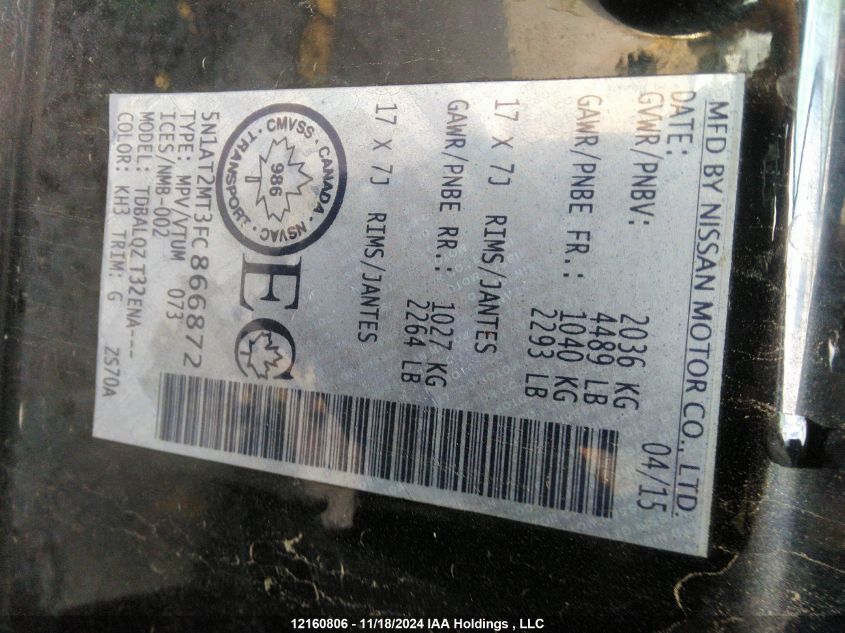 MFD BY NISSAN MOTOR CO., LTD.
DATE: 04/15
GVWR/PNBV: 2036 KG
4489 LB
GAWR/PNBE FR.: 1040 KG
2293 LB
17 X 7J RIMS/JANTES
GAWR/PNBE RR.: 1027 KG
2264 LB
17 X 7J RIMS/JANTES
CMVSS · CANADA · NSVAC · TRANSPORT ·
986
EC
5N1AT2MT3FC866872
TYPE: MPV/VTUM 073
ICES/NMB-002
MODEL: TDBALQZT32ENA---
COLOR: KH3 TRIM: G ZS70A
12160806 - 11/18/2024 IAA Holdings , LLC